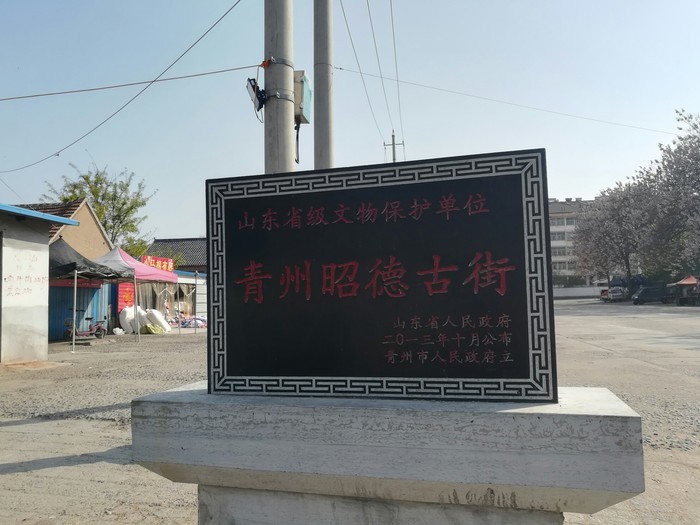 山东省级文物保护单位
青州昭德古街
山东省人民政府
二〇一三年十月公布
青州市人民政府立